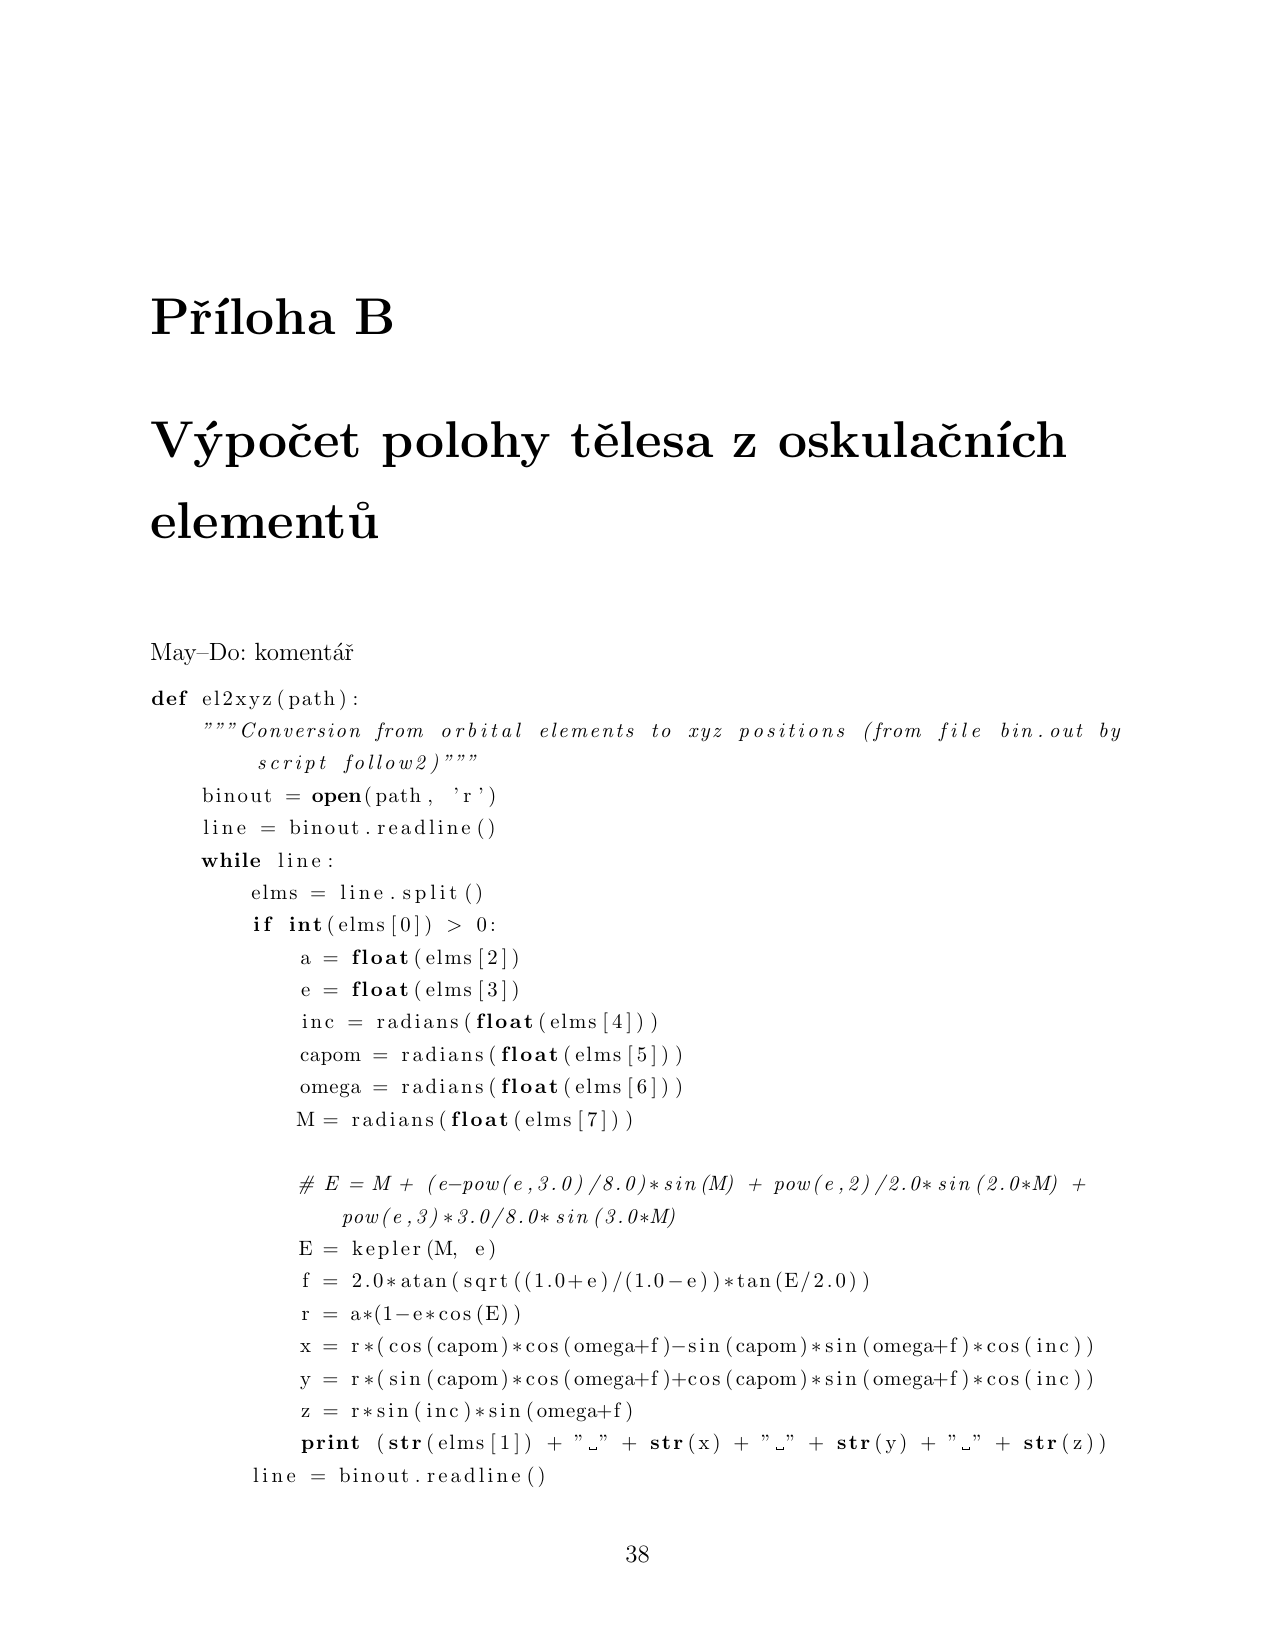 Příloha B
Výpočet polohy tělesa z oskulačních
elementů
May–Do: komentář
def el2xyz(path):
    """Conversion from orbital elements to xyz positions (from file bin.out by
        script follow2)"""
    binout = open(path, 'r')
    line = binout.readline()
    while line:
        elms = line.split()
        if int(elms[0]) > 0:
            a = float(elms[2])
            e = float(elms[3])
            inc = radians(float(elms[4]))
            capom = radians(float(elms[5]))
            omega = radians(float(elms[6]))
            M = radians(float(elms[7]))
            # E = M + (e−pow(e,3.0)/8.0)*sin(M) + pow(e,2)/2.0*sin(2.0*M) +
                pow(e,3)*3.0/8.0*sin(3.0*M)
            E = kepler(M, e)
            f = 2.0*atan(sqrt((1.0+e)/(1.0−e))*tan(E/2.0))
            r = a*(1−e*cos(E))
            x = r*(cos(capom)*cos(omega+f)−sin(capom)*sin(omega+f)*cos(inc))
            y = r*(sin(capom)*cos(omega+f)+cos(capom)*sin(omega+f)*cos(inc))
            z = r*sin(inc)*sin(omega+f)
            print (str(elms[1]) + "␣" + str(x) + "␣" + str(y) + "␣" + str(z))
        line = binout.readline()
38